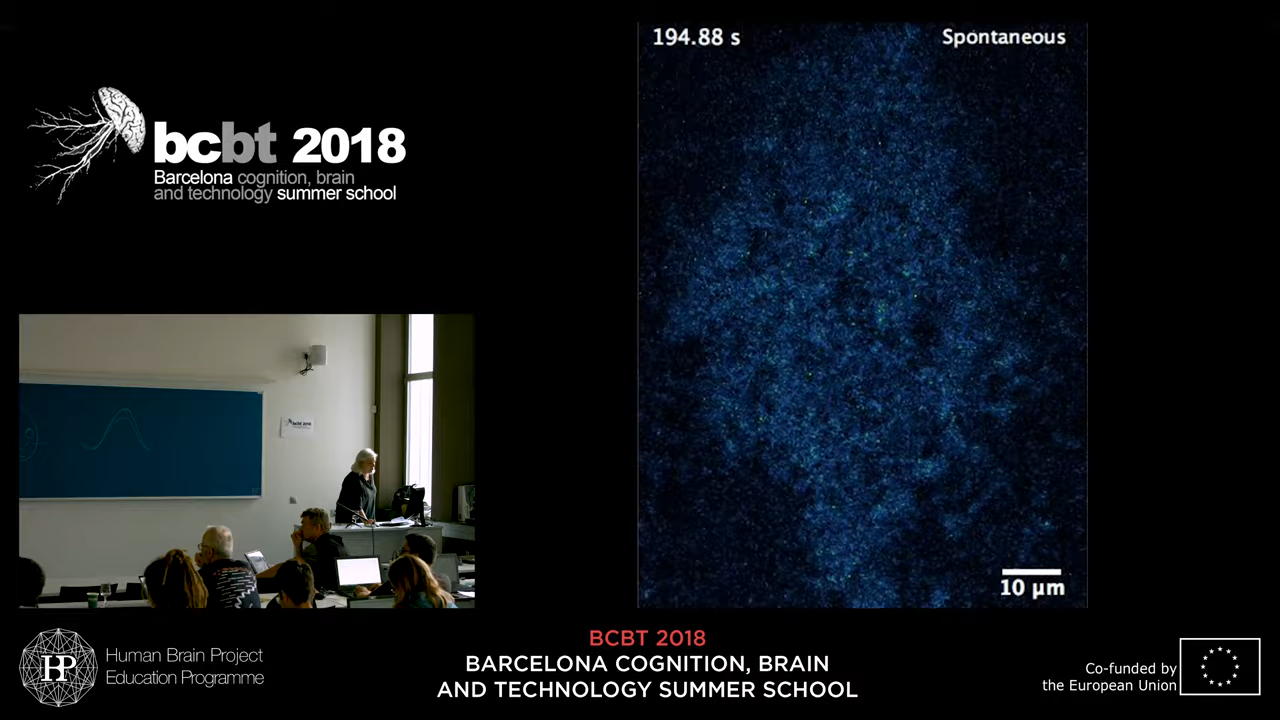 bcbt 2018
Barcelona cognition, brain
and technology summer school
194.88 s
Spontaneous
10 µm
HP
Human Brain Project
Education Programme
BCBT 2018
BARCELONA COGNITION, BRAIN
AND TECHNOLOGY SUMMER SCHOOL
Co-funded by
the European Union